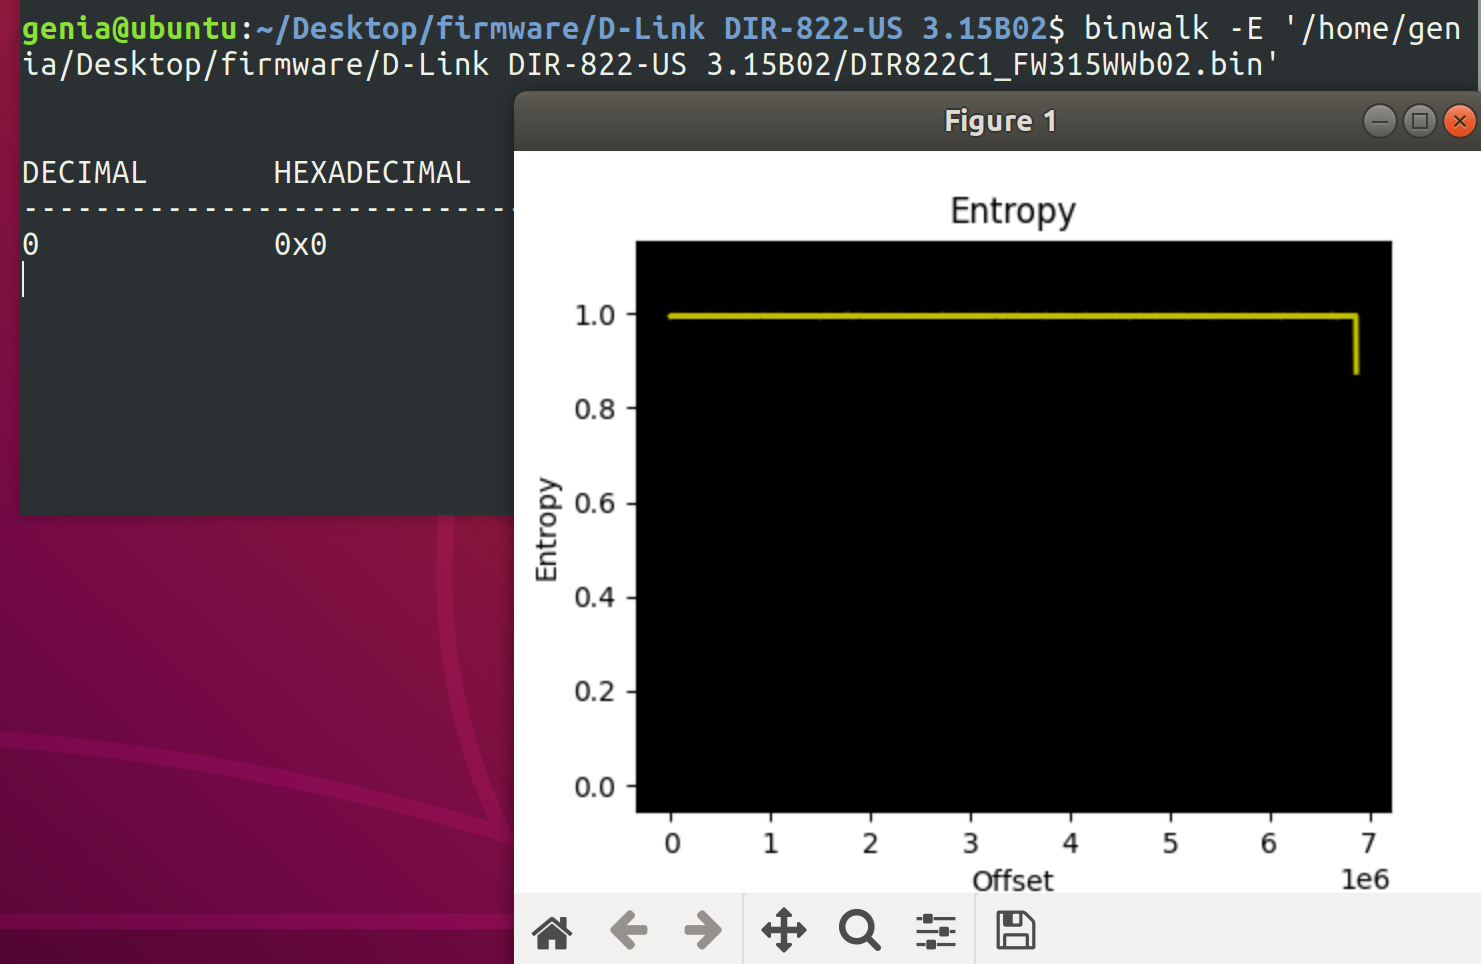 genia@ubuntu:~/Desktop/firmware/D-Link DIR-822-US 3.15B02$ binwalk -E '/home/gen
ia/Desktop/firmware/D-Link DIR-822-US 3.15B02/DIR822C1_FW315WWb02.bin'
Figure 1
DECIMAL HEXADECIMAL
---------------------------
0 0x0
Entropy
1.0
0.8
0.6
0.4
0.2
0.0
Entropy
0 1 2 3 4 5 6 7
Offset 1e6